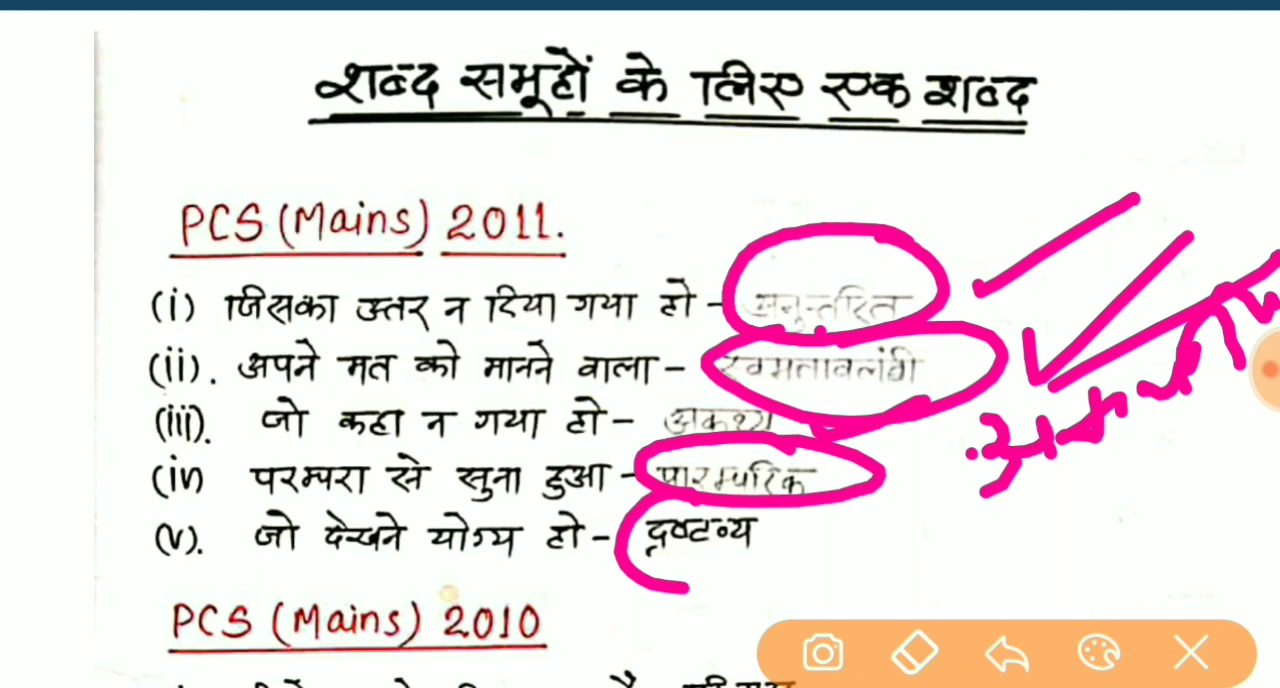 शब्द समूहों के लिए एक शब्द
PCS (Mains) 2011.
(i) जिसका उत्तर न दिया गया हो - अनुत्तरित
(ii). अपने मत को मानने वाला - स्वमतावलंबी
(iii). जो कहा न गया हो - अकथ्य
(iv) परम्परा से सुना हुआ - पारम्परिक
(v). जो देखने योग्य हो - द्रष्टव्य
PCS (Mains) 2010